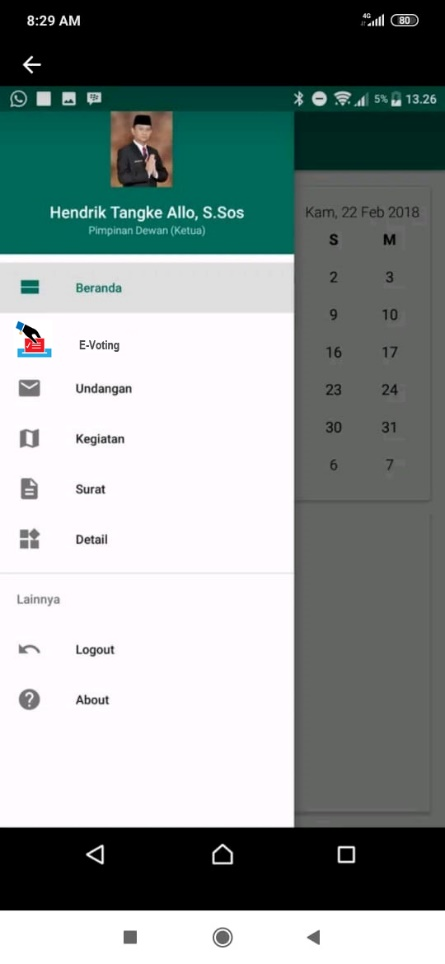 8:29 AM
4G
80
5%
13.26
Hendrik Tangke Allo, S.Sos
Pimpinan Dewan (Ketua)
Kam, 22 Feb 2018
S M
2 3
9 10
16 17
23 24
30 31
6 7
Beranda
E-Voting
Undangan
Kegiatan
Surat
Detail
Lainnya
Logout
About